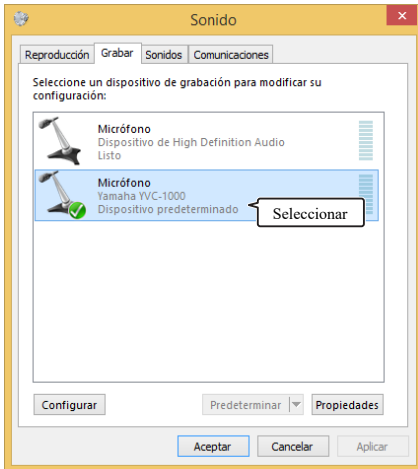 Sonido
Reproducción Grabar Sonidos Comunicaciones
Seleccione un dispositivo de grabación para modificar su
configuración:
Micrófono
Dispositivo de High Definition Audio
Listo
Micrófono
Yamaha YVC-1000
Dispositivo predeterminado
Seleccionar
Configurar Predeterminar Propiedades
Aceptar Cancelar Aplicar